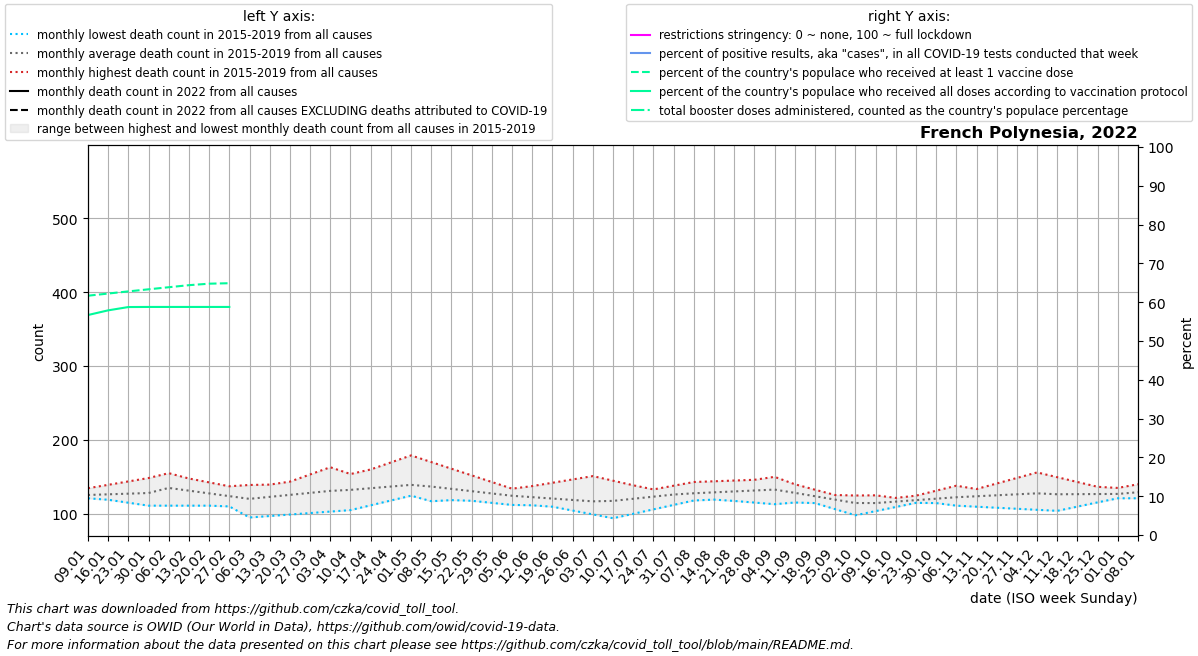 left Y axis:
monthly lowest death count in 2015-2019 from all causes
monthly average death count in 2015-2019 from all causes
monthly highest death count in 2015-2019 from all causes
monthly death count in 2022 from all causes
monthly death count in 2022 from all causes EXCLUDING deaths attributed to COVID-19
range between highest and lowest monthly death count from all causes in 2015-2019
right Y axis:
restrictions stringency: 0 ~ none, 100 ~ full lockdown
percent of positive results, aka "cases", in all COVID-19 tests conducted that week
percent of the country's populace who received at least 1 vaccine dose
percent of the country's populace who received all doses according to vaccination protocol
total booster doses administered, counted as the country's populace percentage
French Polynesia, 2022
count
500
400
300
200
100
percent
100
90
80
70
60
50
40
30
20
10
0
09.01 16.01 23.01 30.01 06.02 13.02 20.02 27.02 06.03 13.03 20.03 27.03 03.04 10.04 17.04 24.04 01.05 08.05 15.05 22.05 29.05 05.06 12.06 19.06 26.06 03.07 10.07 17.07 24.07 31.07 07.08 14.08 21.08 28.08 04.09 11.09 18.09 25.09 02.10 09.10 16.10 23.10 30.10 06.11 13.11 20.11 27.11 04.12 11.12 18.12 25.12 01.01 08.01
date (ISO week Sunday)
This chart was downloaded from https://github.com/czka/covid_toll_tool.
Chart's data source is OWID (Our World in Data), https://github.com/owid/covid-19-data.
For more information about the data presented on this chart please see https://github.com/czka/covid_toll_tool/blob/main/README.md.